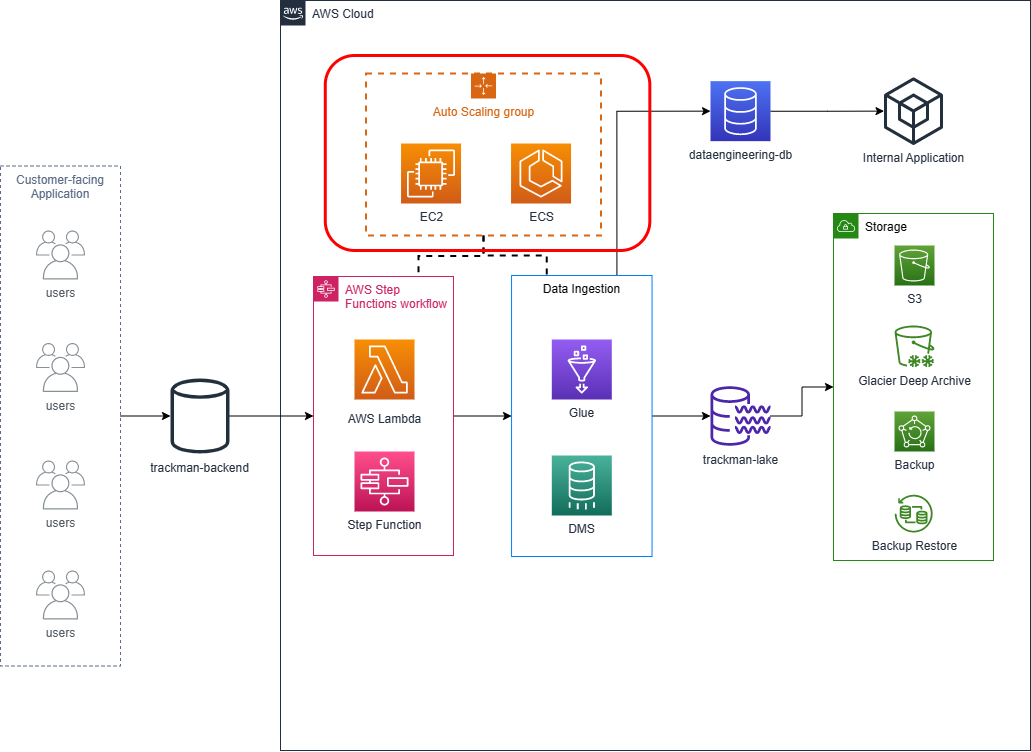 aws
AWS Cloud
Auto Scaling group
EC2
ECS
dataengineering-db
Internal Application
Customer-facing
Application
users
users
users
users
trackman-backend
AWS Step
Functions workflow
AWS Lambda
Step Function
Data Ingestion
Glue
DMS
trackman-lake
Storage
S3
Glacier Deep Archive
Backup
Backup Restore